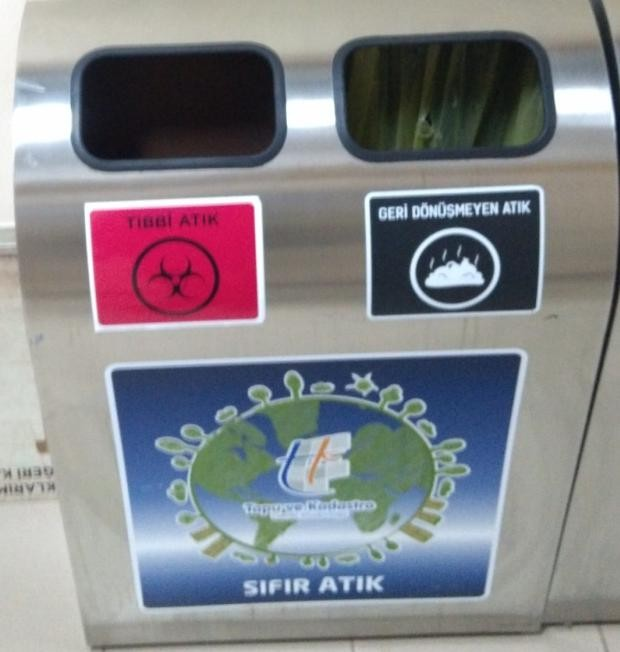 TIBBİ ATIK
GERİ DÖNÜŞMEYEN ATIK
Tapu ve Kadastro
SIFIR ATIK